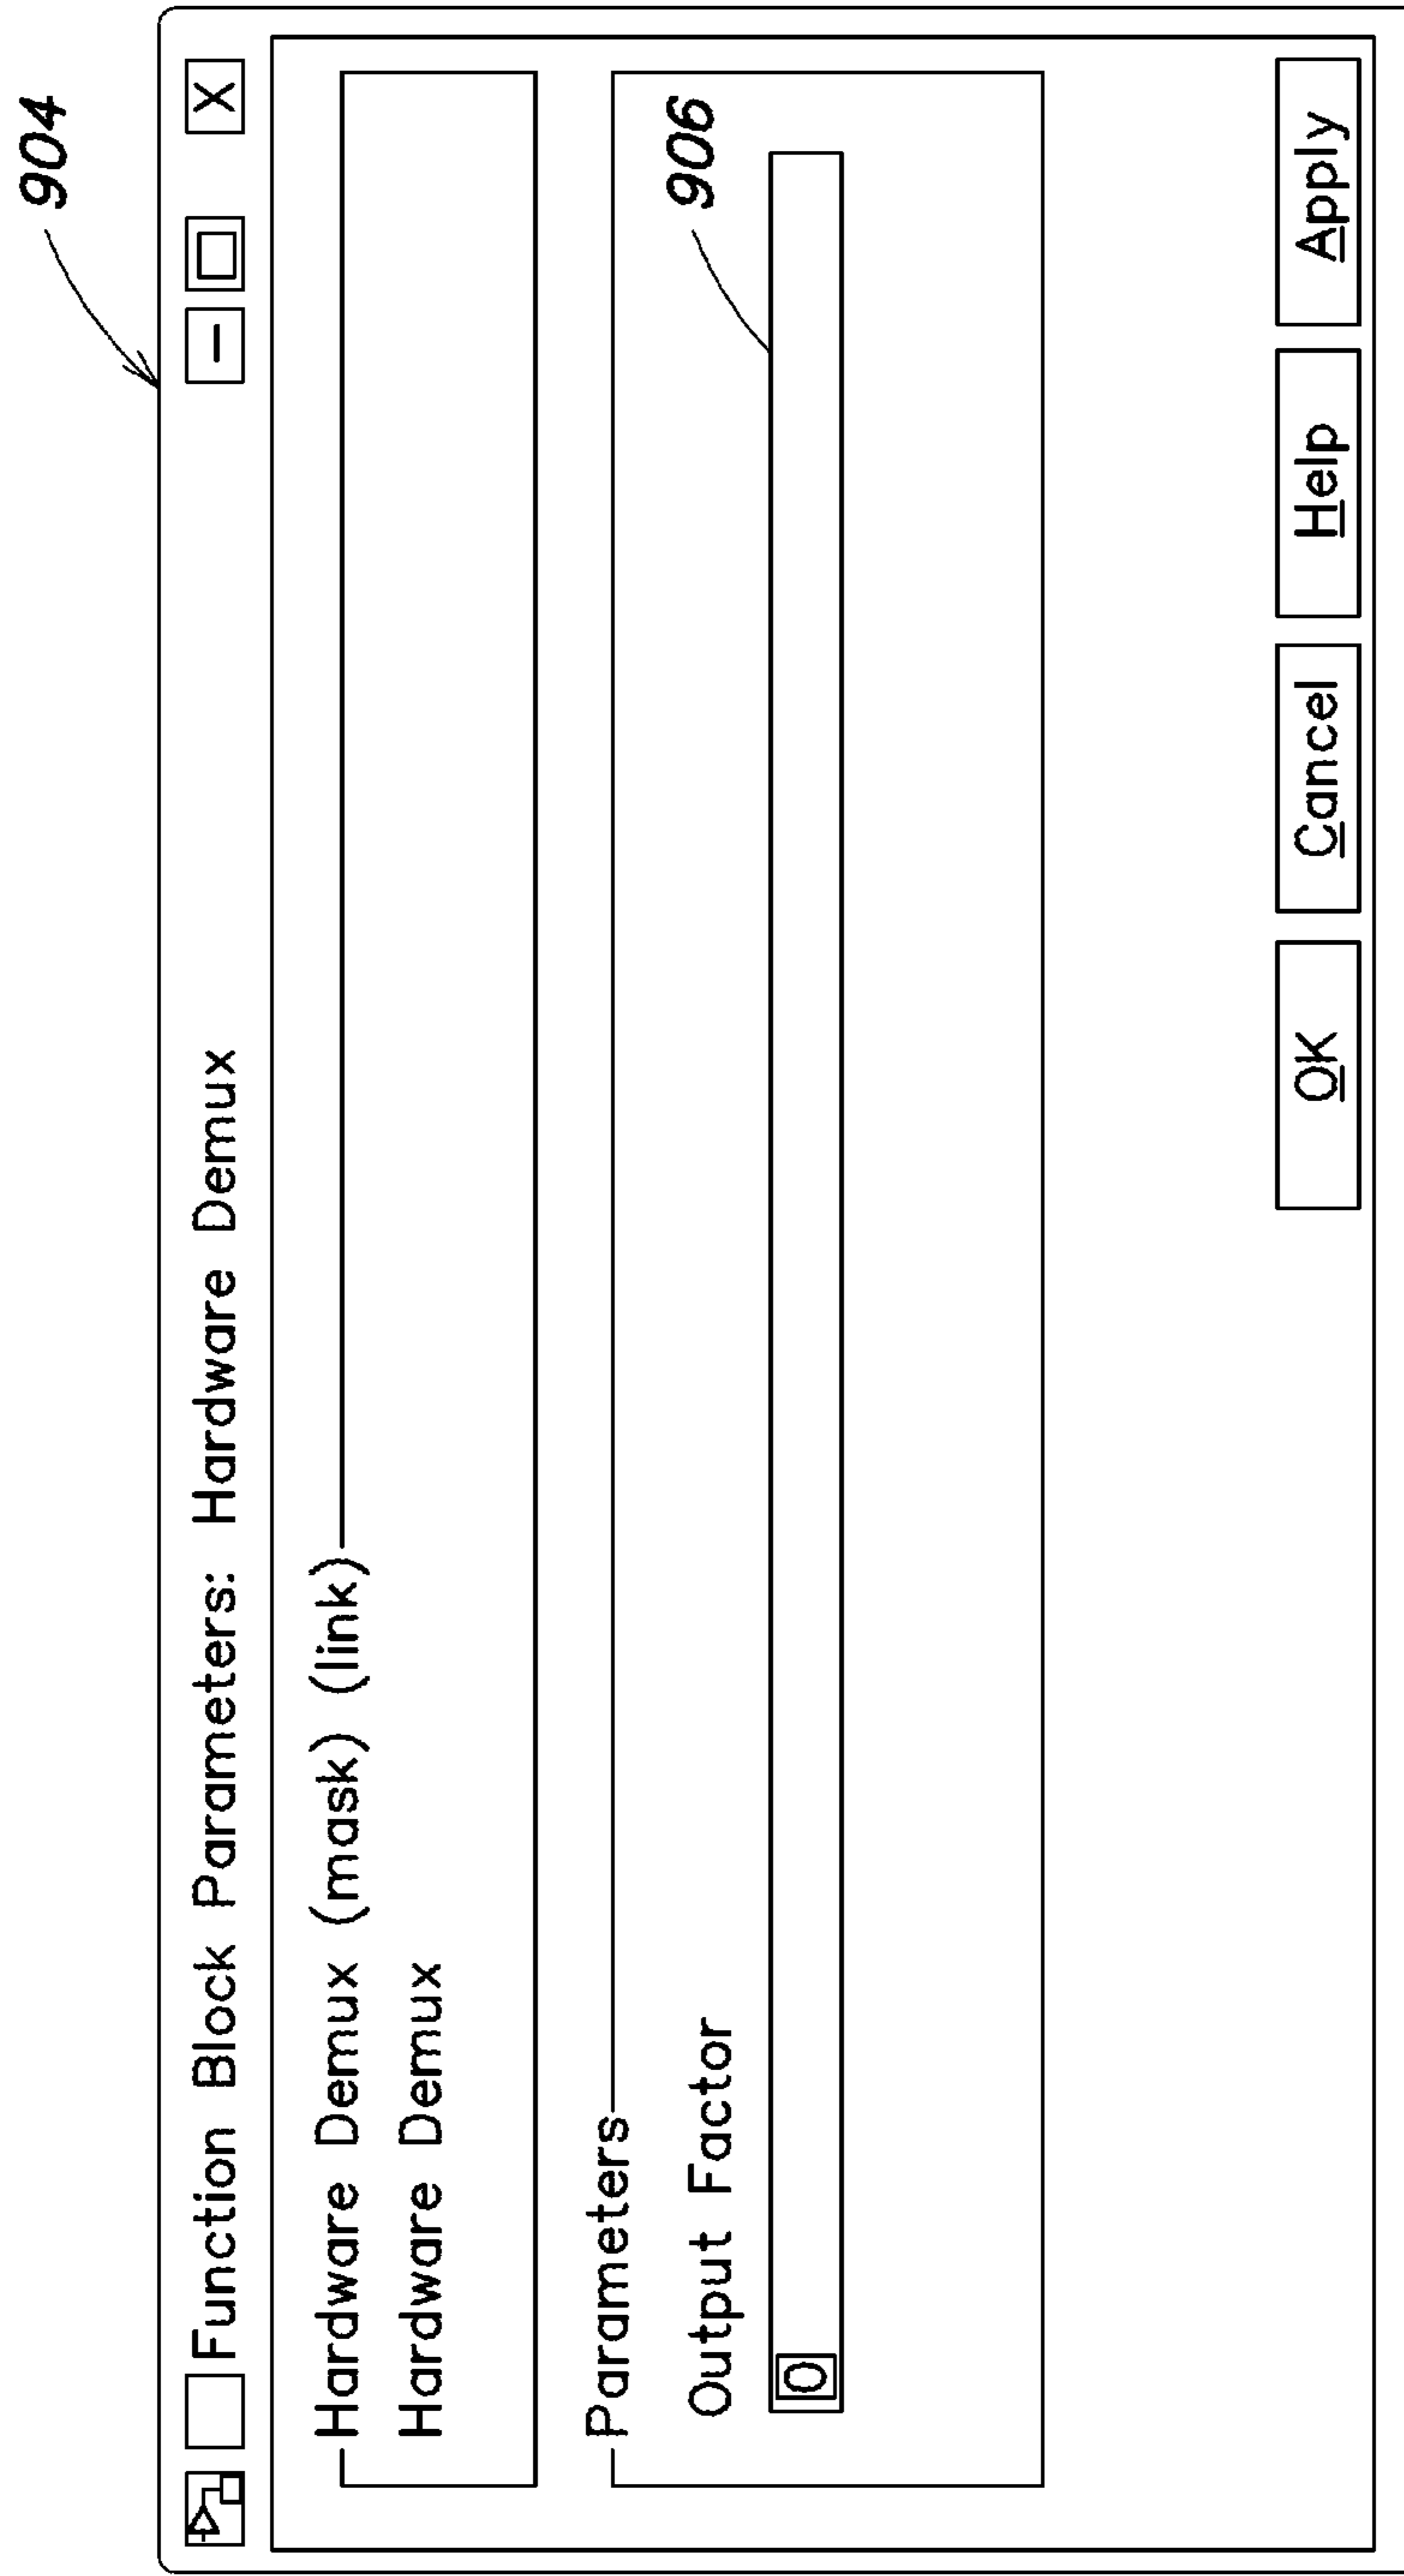 904
Function Block Parameters: Hardware Demux
X
Hardware Demux (mask) (link)
Hardware Demux
Parameters
906
Output Factor
0
OK
Cancel
Help
Apply